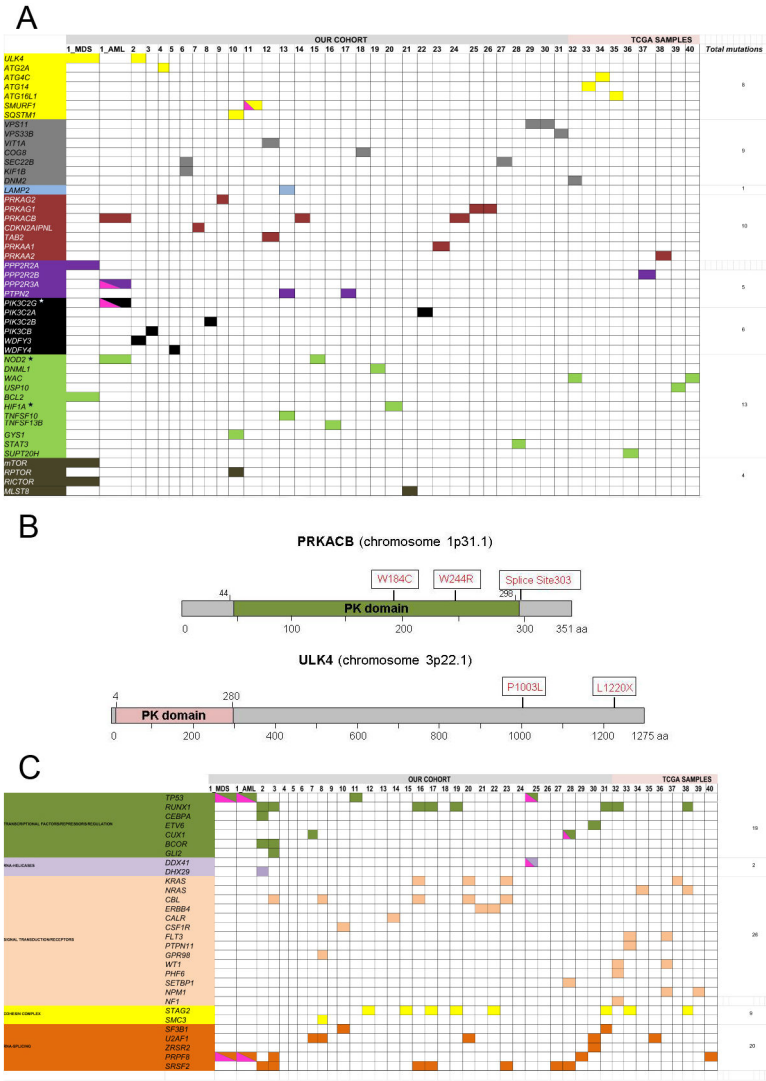 A
OUR COHORT TCGA SAMPLES
1_MDS 1_AML 2 3 4 5 6 7 8 9 10 11 12 13 14 15 16 17 18 19 20 21 22 23 24 25 26 27 28 29 30 31 32 33 34 35 36 37 38 39 40 Total mutations
ULK4
ATG2A
ATG4C
ATG14
ATG16L1
SMURF1
SQSTM1
VPS11
VPS33B
VIT1A
COG8
9
SEC22B
KIF1B
DNM2
LAMP2 1
PRKAG2
PRKAG1
PRKACB
CDKN2AIPNL 10
TAB2
PRKAA1
PRKAA2
PPP2R2A
PPP2R2B
PPP2R3A 5
PTPN2
PIK3C2G *
PIK3C2A
PIK3C2B
PIK3CB 6
WDFY3
WDFY4
NOD2 *
DNML1
WAC
USP10
BCL2
HIF1A * 13
TNFSF10
TNFSF13B
GYS1
STAT3
SUPT20H
mTOR
RPTOR 4
RICTOR
MLST8
B
PRKACB (chromosome 1p31.1)
W184C W244R Splice Site303
44 298
PK domain
0 100 200 300 351 aa
ULK4 (chromosome 3p22.1)
P1003L L1220X
4 280
PK domain
0 200 400 600 800 1000 1200 1275 aa
C
OUR COHORT TCGA SAMPLES
1_MDS 1_AML 2 3 4 5 6 7 8 9 10 11 12 13 14 15 16 17 18 19 20 21 22 23 24 25 26 27 28 29 30 31 32 33 34 35 36 37 38 39 40
TP53
RUNX1
CEBPA
TRANSCRIPTIONAL FACTORS/REPRESSORS/REGULATION ETV6
CUX1
BCOR
GLI2
RNA-HELICASES DDX41 2
DHX29
KRAS
NRAS
CBL
ERBB4
CALR
CSF1R
SIGNAL TRANSDUCTION/RECEPTORS FLT3 28
PTPN11
GPR98
WT1
PHF6
SETBP1
NPM1
NF1
COHESIN COMPLEX STAG2 9
SMC3
SF3B1
U2AF1
RNA-SPLICING ZRSR2 20
PRPF8
SRSF2